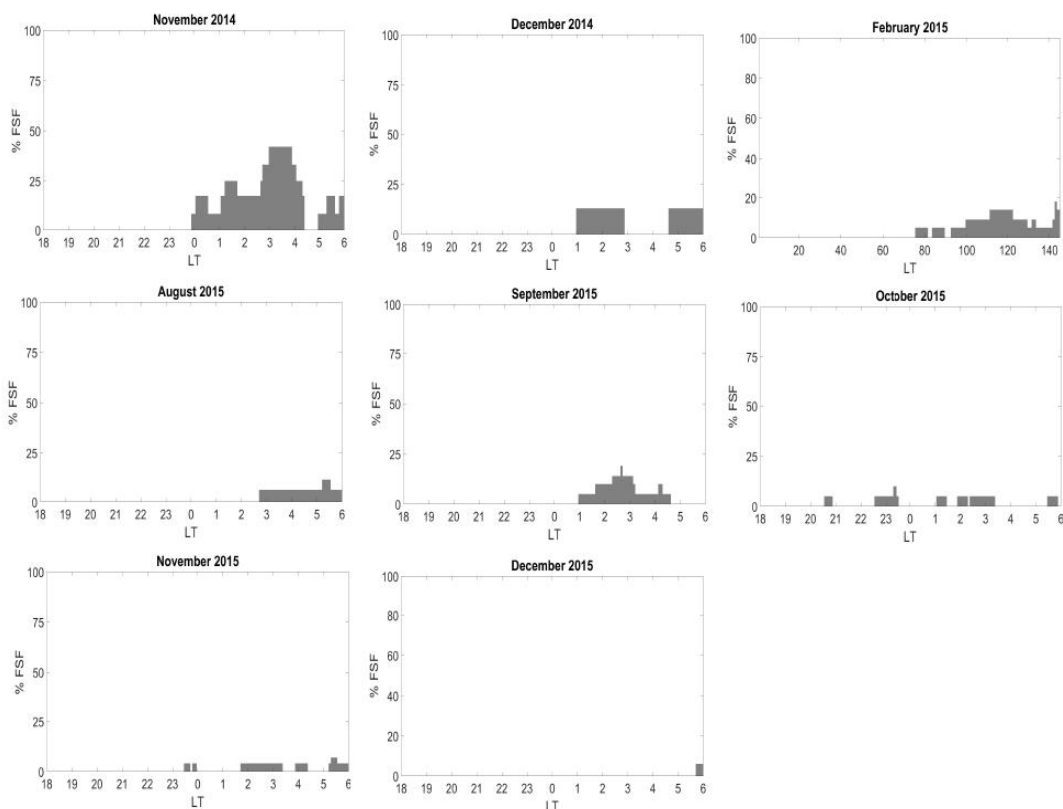 November 2014
100
75
50
25
0
% FSF
18 19 20 21 22 23 0 1 2 3 4 5 6
LT
December 2014
100
75
50
25
0
% FSF
18 19 20 21 22 23 0 1 2 3 4 5 6
LT
February 2015
100
80
60
40
20
0
% FSF
20 40 60 80 100 120 140
LT
August 2015
100
75
50
25
0
% FSF
18 19 20 21 22 23 0 1 2 3 4 5 6
LT
September 2015
100
75
50
25
0
% FSF
18 19 20 21 22 23 0 1 2 3 4 5 6
LT
October 2015
100
75
50
25
0
% FSF
18 19 20 21 22 23 0 1 2 3 4 5 6
LT
November 2015
100
75
50
25
0
% FSF
18 19 20 21 22 23 0 1 2 3 4 5 6
LT
December 2015
100
80
60
40
20
0
% FSF
18 19 20 21 22 23 0 1 2 3 4 5 6
LT